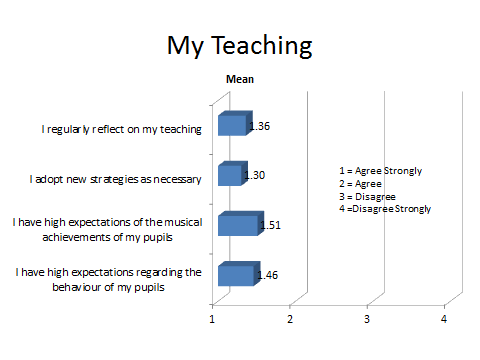 My Teaching
Mean
I regularly reflect on my teaching
1.36
I adopt new strategies as necessary
1.30
I have high expectations of the musical
achievements of my pupils
1.51
I have high expectations regarding the
behaviour of my pupils
1.46
1 = Agree Strongly
2 = Agree
3 = Disagree
4 =Disagree Strongly
1 2 3 4